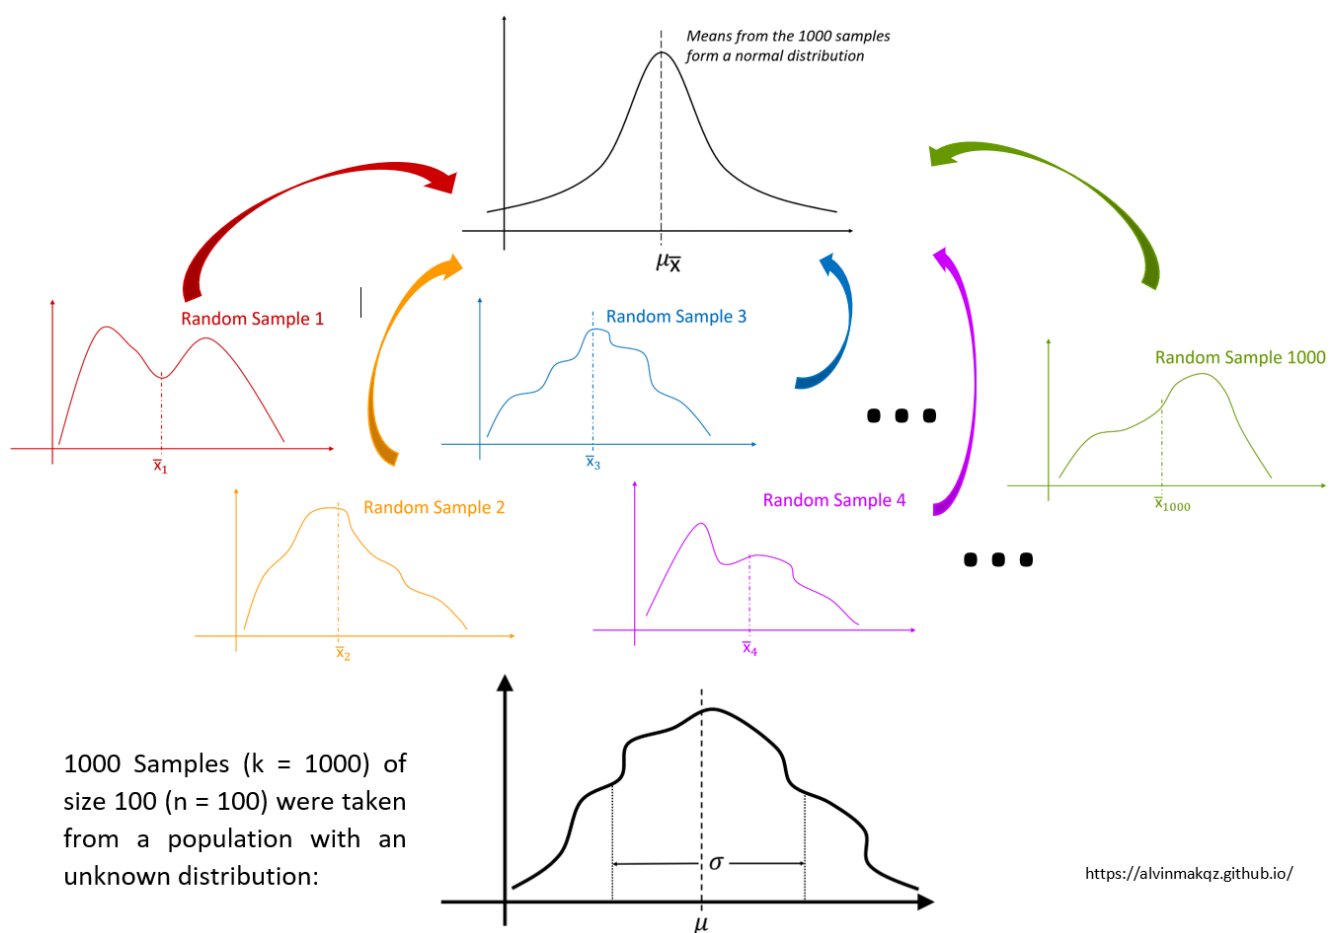 Means from the 1000 samples
form a normal distribution
μx̅
Random Sample 1
x̅1
Random Sample 3
x̅3
Random Sample 1000
x̅1000
Random Sample 2
x̅2
Random Sample 4
x̅4
1000 Samples (k = 1000) of
size 100 (n = 100) were taken
from a population with an
unknown distribution:
σ
μ
https://alvinmakqz.github.io/